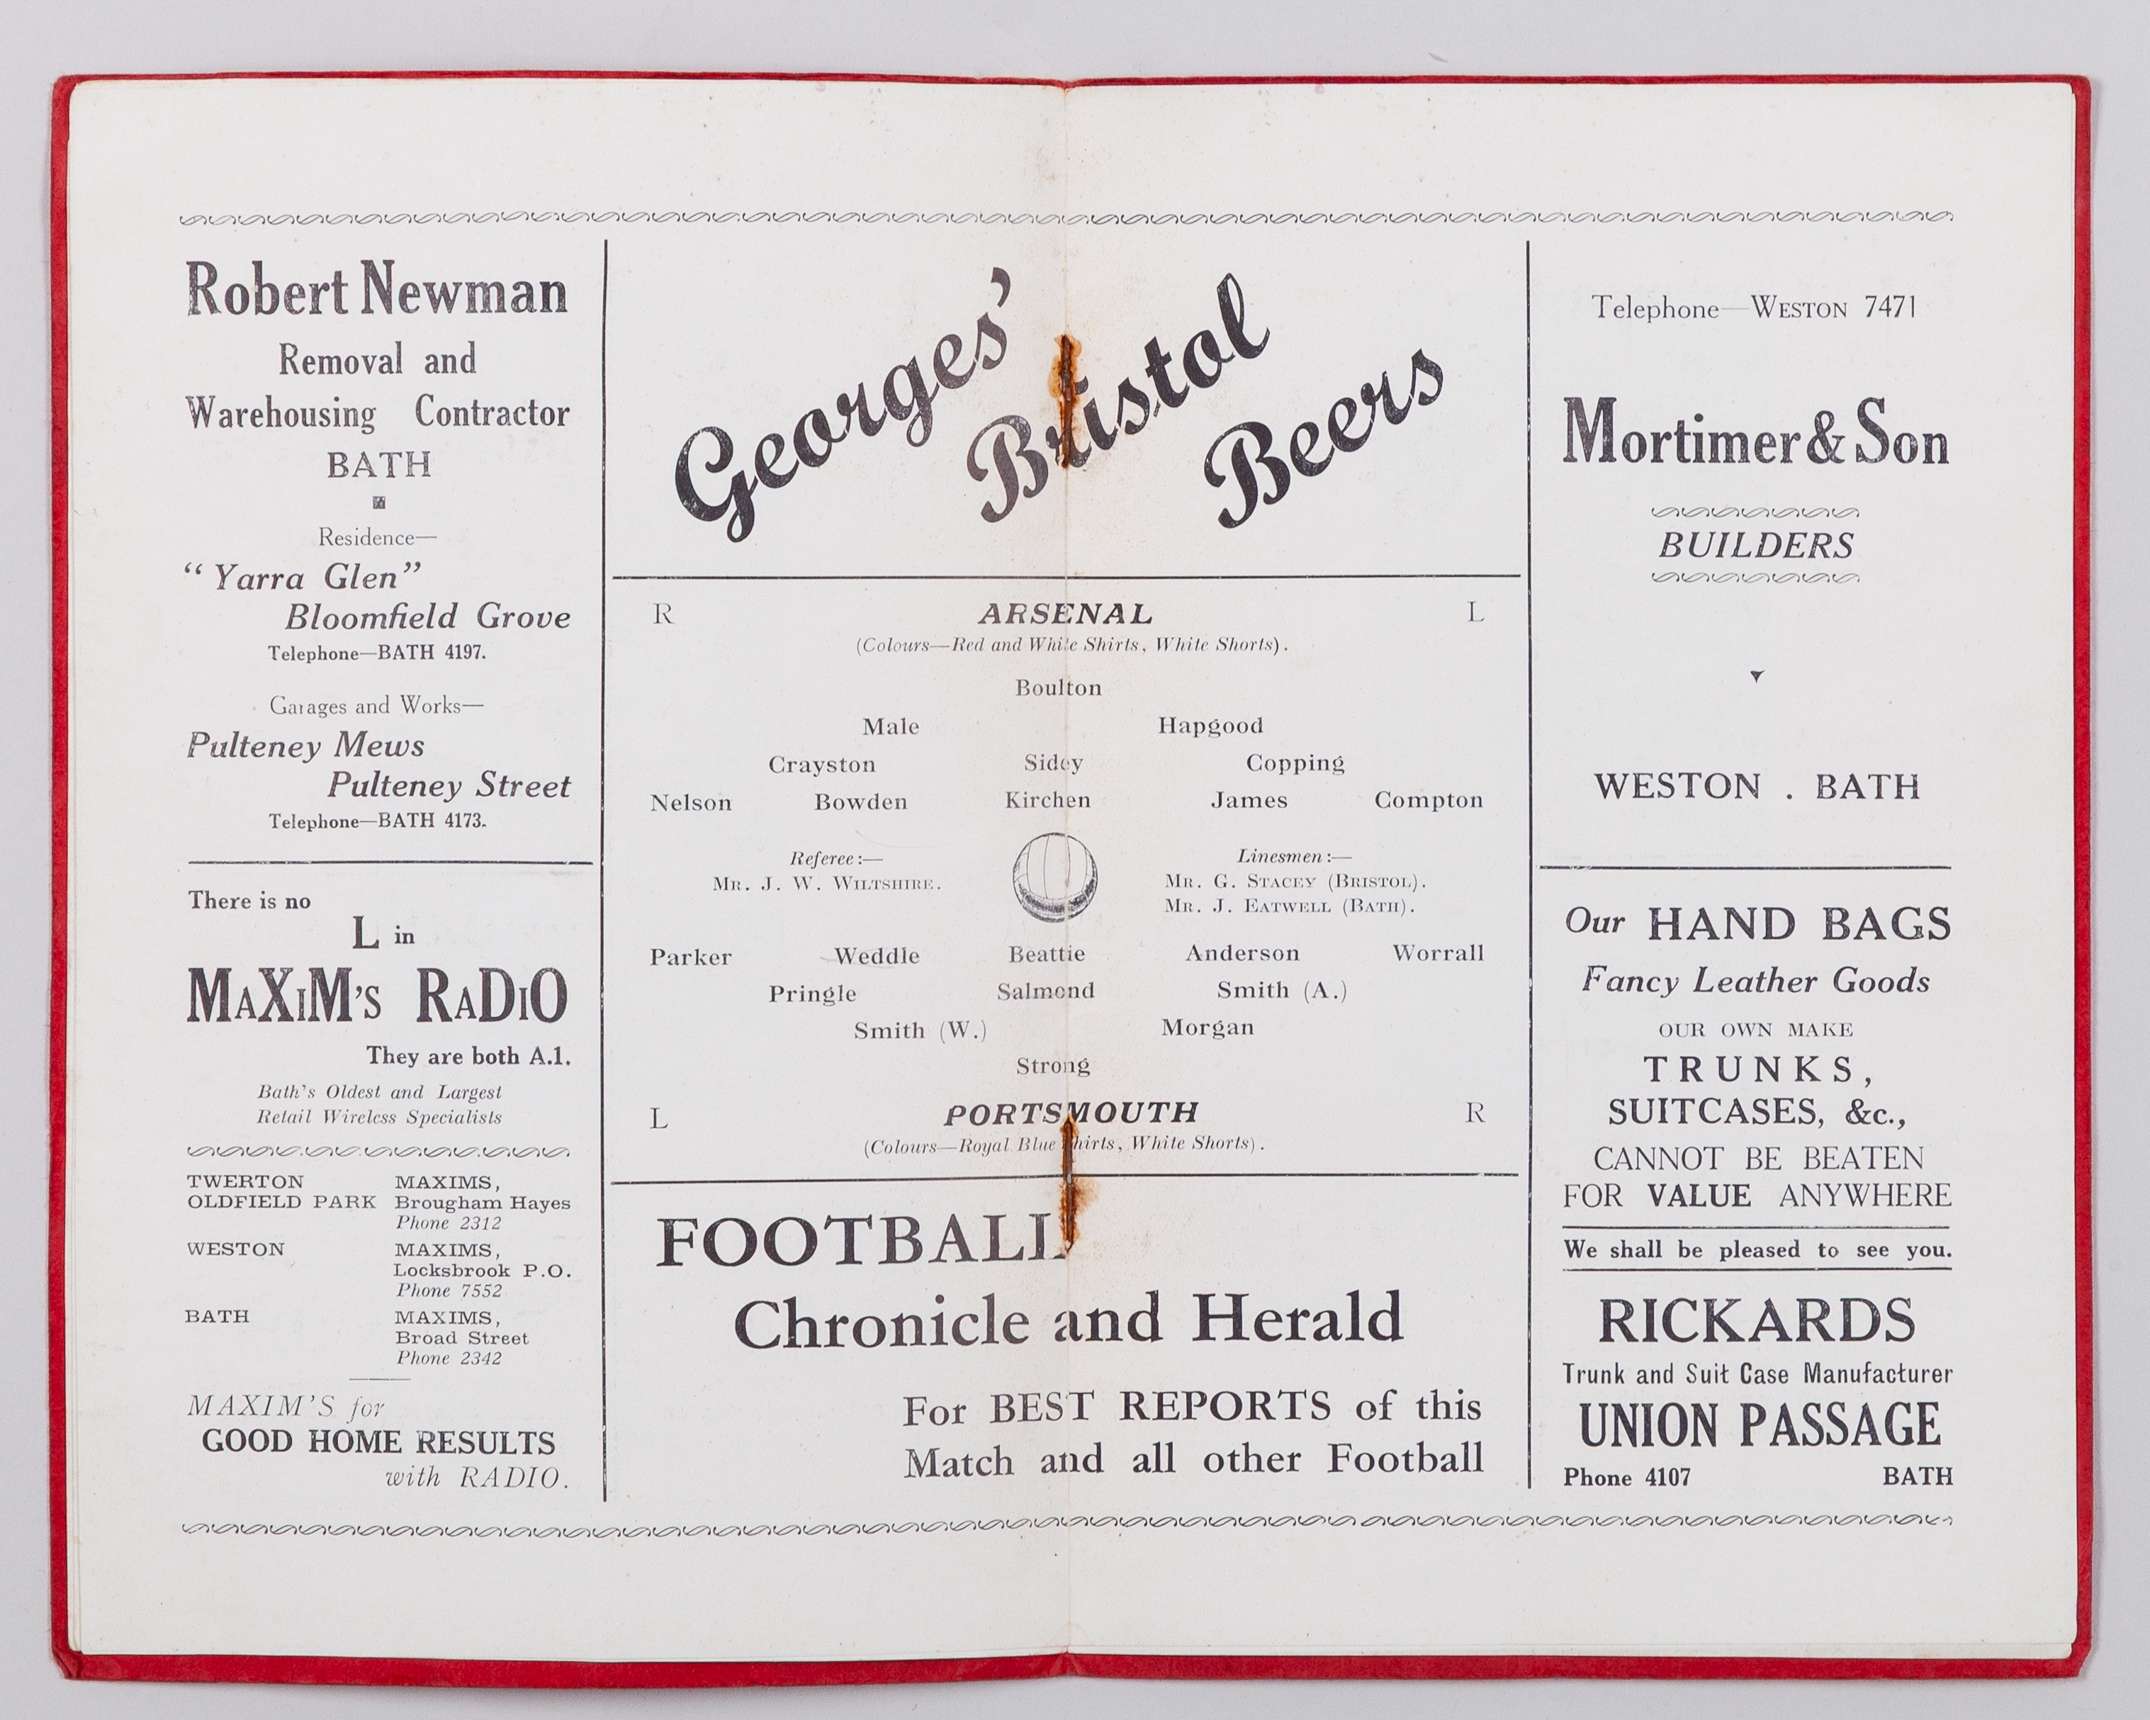 Robert Newman
Removal and
Warehousing Contractor
BATH
Residence—
"Yarra Glen"
Bloomfield Grove
Telephone—BATH 4197.
Garages and Works—
Pulteney Mews
Pulteney Street
Telephone—BATH 4173.
There is no
L in
MAXIM'S RADIO
They are both A.1.
Bath's Oldest and Largest
Retail Wireless Specialists
TWERTON MAXIMS,
OLDFIELD PARK Brougham Hayes
Phone 2312
WESTON MAXIMS,
Locksbrook P.O.
Phone 7552
BATH MAXIMS,
Broad Street
Phone 2342
MAXIM'S for
GOOD HOME RESULTS
with RADIO.
Georges'
Bristol
Beers
R ARSENAL L
(Colours—Red and White Shirts, White Shorts).
Boulton
Male Hapgood
Crayston Sidey Copping
Nelson Bowden Kirchen James Compton
Referee:—
MR. J. W. WILTSHIRE.
Linesmen:—
MR. G. STACEY (BRISTOL).
MR. J. EATWELL (BATH).
Parker Weddle Beattie Anderson Worrall
Pringle Salmond Smith (A.)
Smith (W.) Morgan
Strong
L PORTSMOUTH R
(Colours—Royal Blue Shirts, White Shorts).
FOOTBALL
Chronicle and Herald
For BEST REPORTS of this
Match and all other Football
Telephone—WESTON 7471
Mortimer & Son
BUILDERS
WESTON . BATH
Our HAND BAGS
Fancy Leather Goods
OUR OWN MAKE
TRUNKS,
SUITCASES, &c.,
CANNOT BE BEATEN
FOR VALUE ANYWHERE
We shall be pleased to see you.
RICKARDS
Trunk and Suit Case Manufacturer
UNION PASSAGE
Phone 4107 BATH